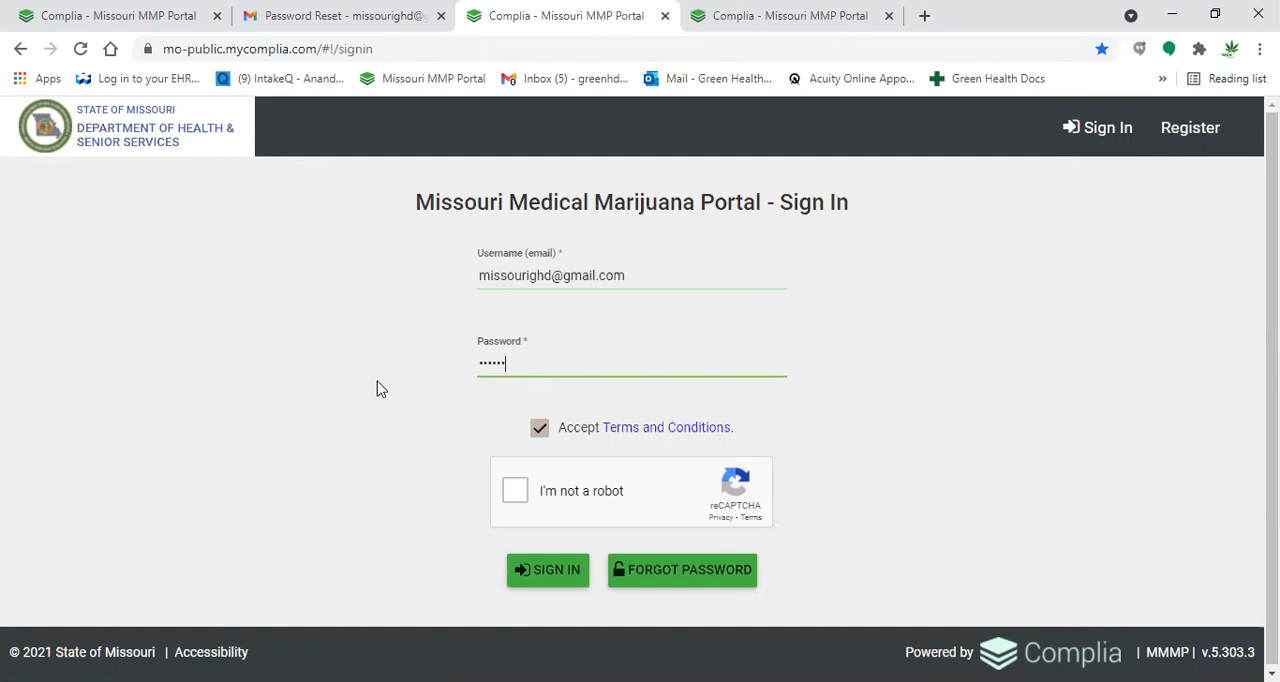 Complia - Missouri MMP Portal
Password Reset - missourighd@g
Complia - Missouri MMP Portal
Complia - Missouri MMP Portal
mo-public.mycomplia.com/#!/signin
Apps
Log in to your EHR...
(9) IntakeQ - Anand...
Missouri MMP Portal
Inbox (5) - greenhd...
Mail - Green Health...
Acuity Online Appo...
Green Health Docs
»
Reading list
STATE OF MISSOURI
DEPARTMENT OF HEALTH &
SENIOR SERVICES
Sign In
Register
Missouri Medical Marijuana Portal - Sign In
Username (email) *
missourighd@gmail.com
Password *
••••••
Accept Terms and Conditions.
I'm not a robot
reCAPTCHA
Privacy - Terms
SIGN IN
FORGOT PASSWORD
© 2021 State of Missouri | Accessibility
Powered by Complia | MMMP | v.5.303.3